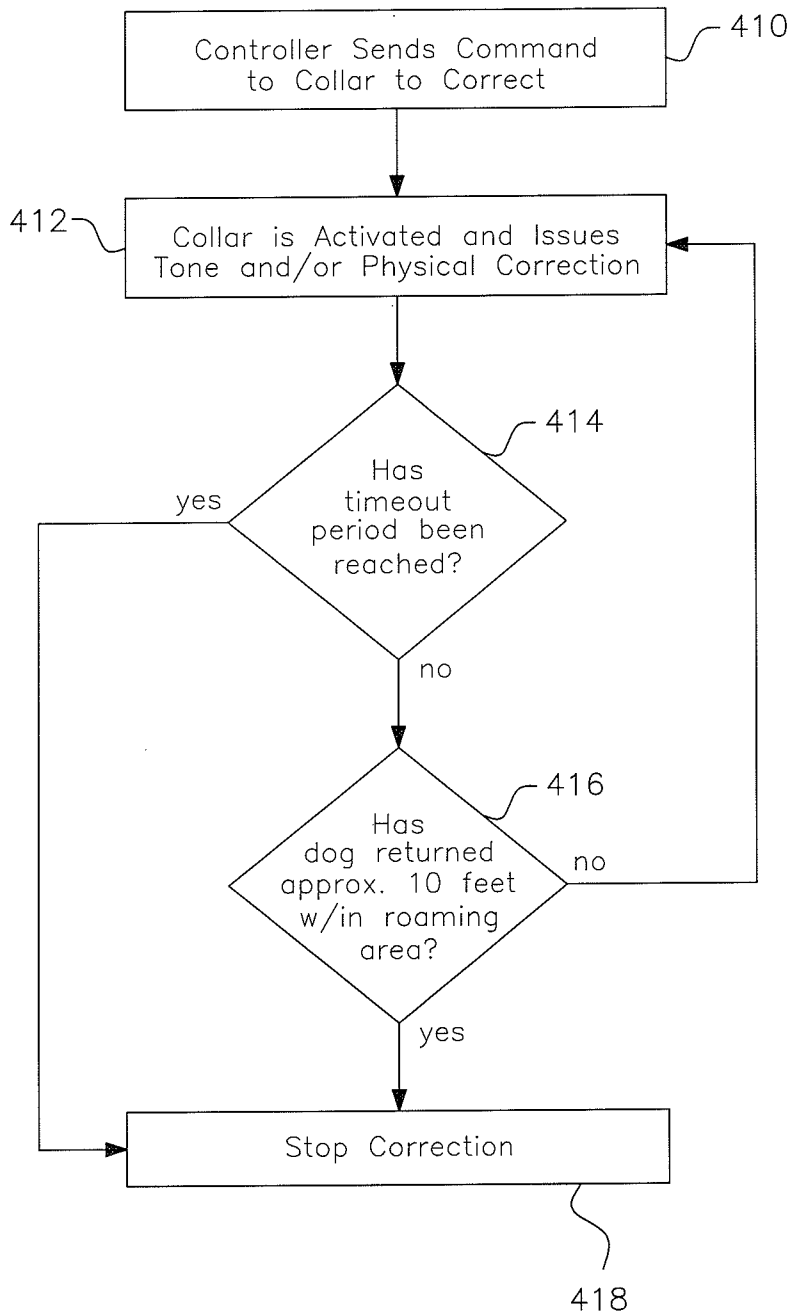 Controller Sends Command
to Collar to Correct
410
412
Collar is Activated and Issues
Tone and/or Physical Correction
414
Has
timeout
period been
reached?
yes
no
416
Has
dog returned
approx. 10 feet
w/in roaming
area?
no
yes
Stop Correction
418